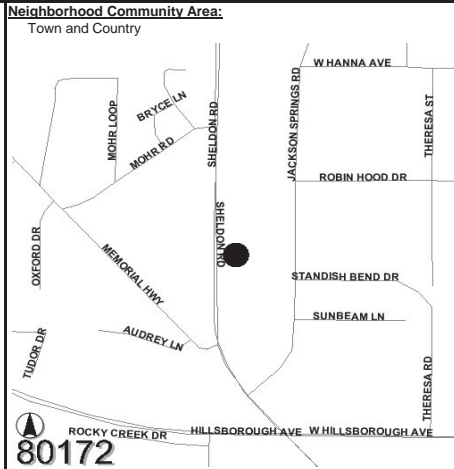 Neighborhood Community Area:
Town and Country
W HANNA AVE
BRYCE LN
MOHR LOOP
SHELDON RD
JACKSON SPRINGS RD
THERESA ST
MOHR RD
ROBIN HOOD DR
SHELDON RD
OXFORD DR
MEMORIAL HWY
STANDISH BEND DR
SUNBEAM LN
AUDREY LN
TUDOR DR
THERESA RD
ROCKY CREEK DR
HILLSBOROUGH AVE
W HILLSBOROUGH AVE
80172